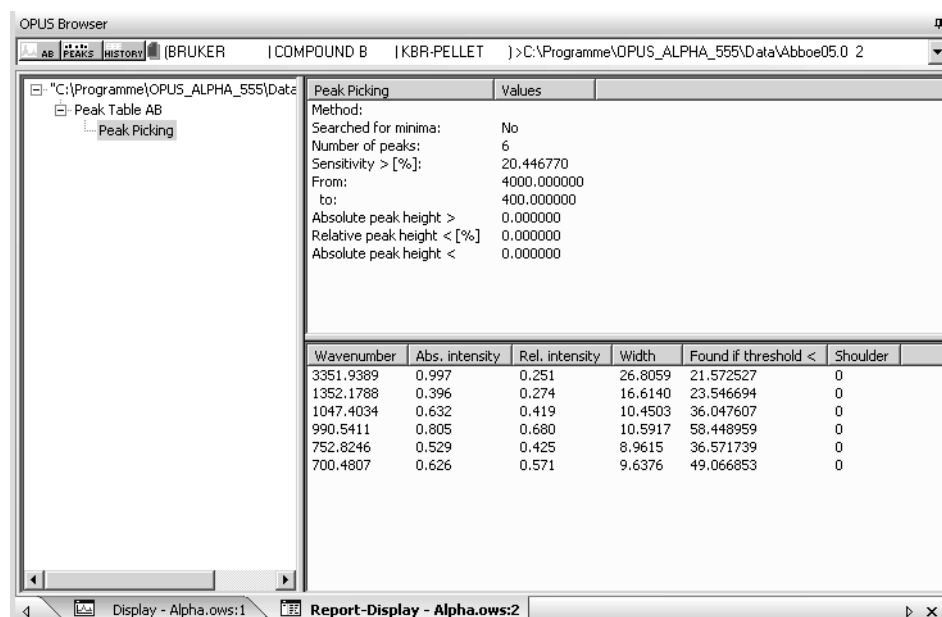 OPUS Browser
AB PEAKS HISTORY (BRUKER | COMPOUND B | KBR-PELLET )>C:\Programme\OPUS_ALPHA_555\Data\Abboe05.0 2
"C:\Programme\OPUS_ALPHA_555\Data
Peak Table AB
Peak Picking
Peak Picking Values
Method:
Searched for minima: No
Number of peaks: 6
Sensitivity > [%]: 20.446770
From: 4000.000000
to: 400.000000
Absolute peak height > 0.000000
Relative peak height < [%] 0.000000
Absolute peak height < 0.000000
Wavenumber Abs. intensity Rel. intensity Width Found if threshold < Shoulder
3351.9389 0.997 0.251 26.8059 21.572527 0
1352.1788 0.396 0.274 16.6140 23.546694 0
1047.4034 0.632 0.419 10.4503 36.047607 0
990.5411 0.805 0.680 10.5917 58.448959 0
752.8246 0.529 0.425 8.9615 36.571739 0
700.4807 0.626 0.571 9.6376 49.066853 0
Display - Alpha.ows:1 Report-Display - Alpha.ows:2